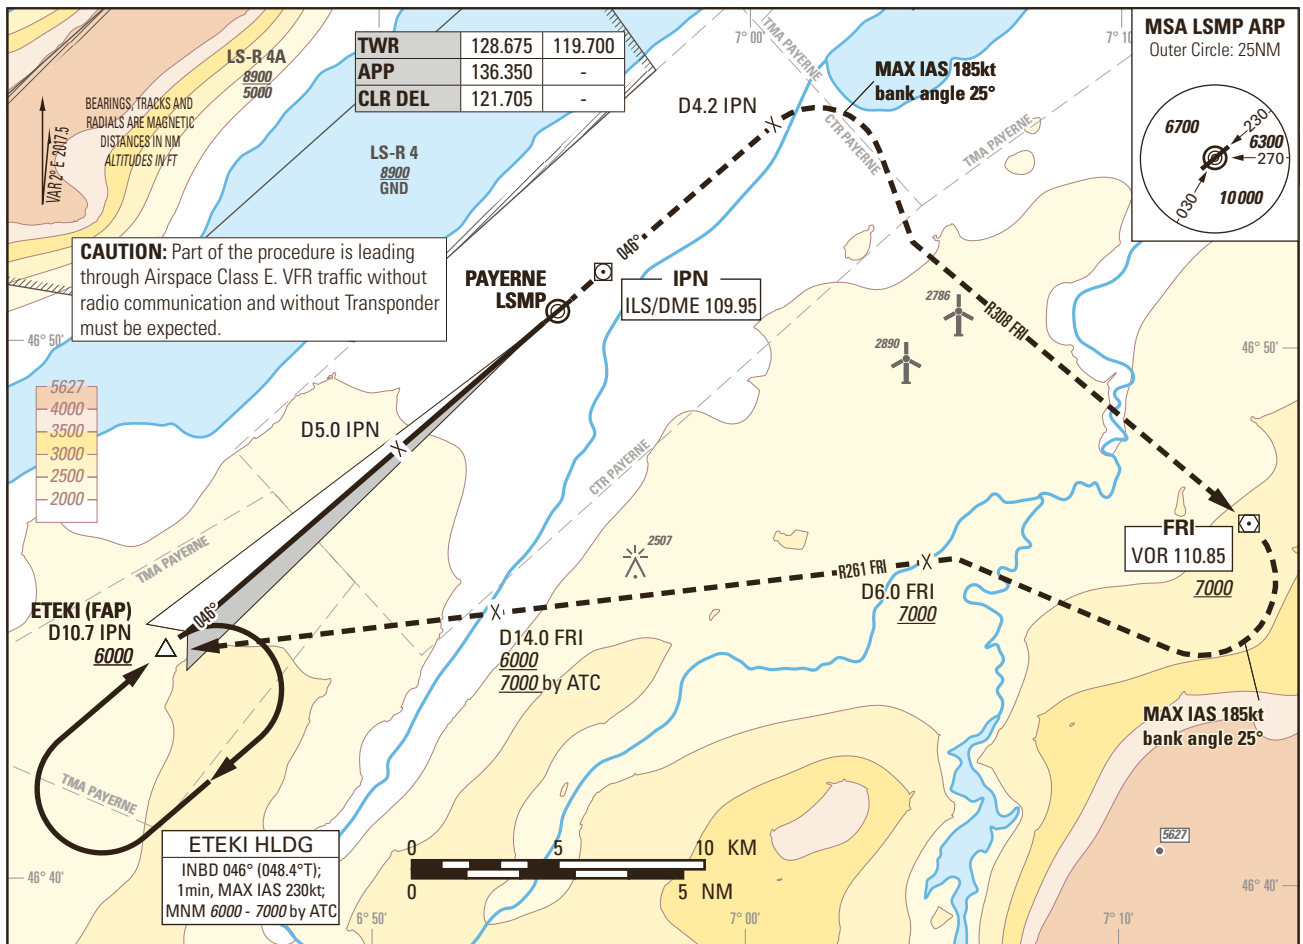 7° 00'
7° 10'
LS-R 4A
8900
5000
TWR 128.675 119.700
APP 136.350 -
CLR DEL 121.705 -
TMA PAYERNE
MAX IAS 185kt
bank angle 25°
MSA LSMP ARP
Outer Circle: 25NM
6700
230
6300
270
030
10000
VAR 2° E 2017.5
BEARINGS, TRACKS AND
RADIALS ARE MAGNETIC
DISTANCES IN NM
ALTITUDES IN FT
D4.2 IPN
CTR PAYERNE
TMA PAYERNE
LS-R 4
8900
GND
CAUTION: Part of the procedure is leading
through Airspace Class E. VFR traffic without
radio communication and without Transponder
must be expected.
046°
PAYERNE
LSMP
IPN
ILS/DME 109.95
2786
R308 FRI
2890
46° 50'
46° 50'
5627
4000
3500
3000
2500
2000
D5.0 IPN
CTR PAYERNE
TMA PAYERNE
2507
FRI
VOR 110.85
7000
R261 FRI
D6.0 FRI
7000
ETEKI (FAP)
D10.7 IPN
6000
046°
D14.0 FRI
6000
7000 by ATC
MAX IAS 185kt
bank angle 25°
TMA PAYERNE
5627
ETEKI HLDG
INBD 046° (048.4°T);
1min, MAX IAS 230kt;
MNM 6000 - 7000 by ATC
0 5 10 KM
0 5 NM
46° 40'
46° 40'
6° 50'
7° 00'
7° 10'